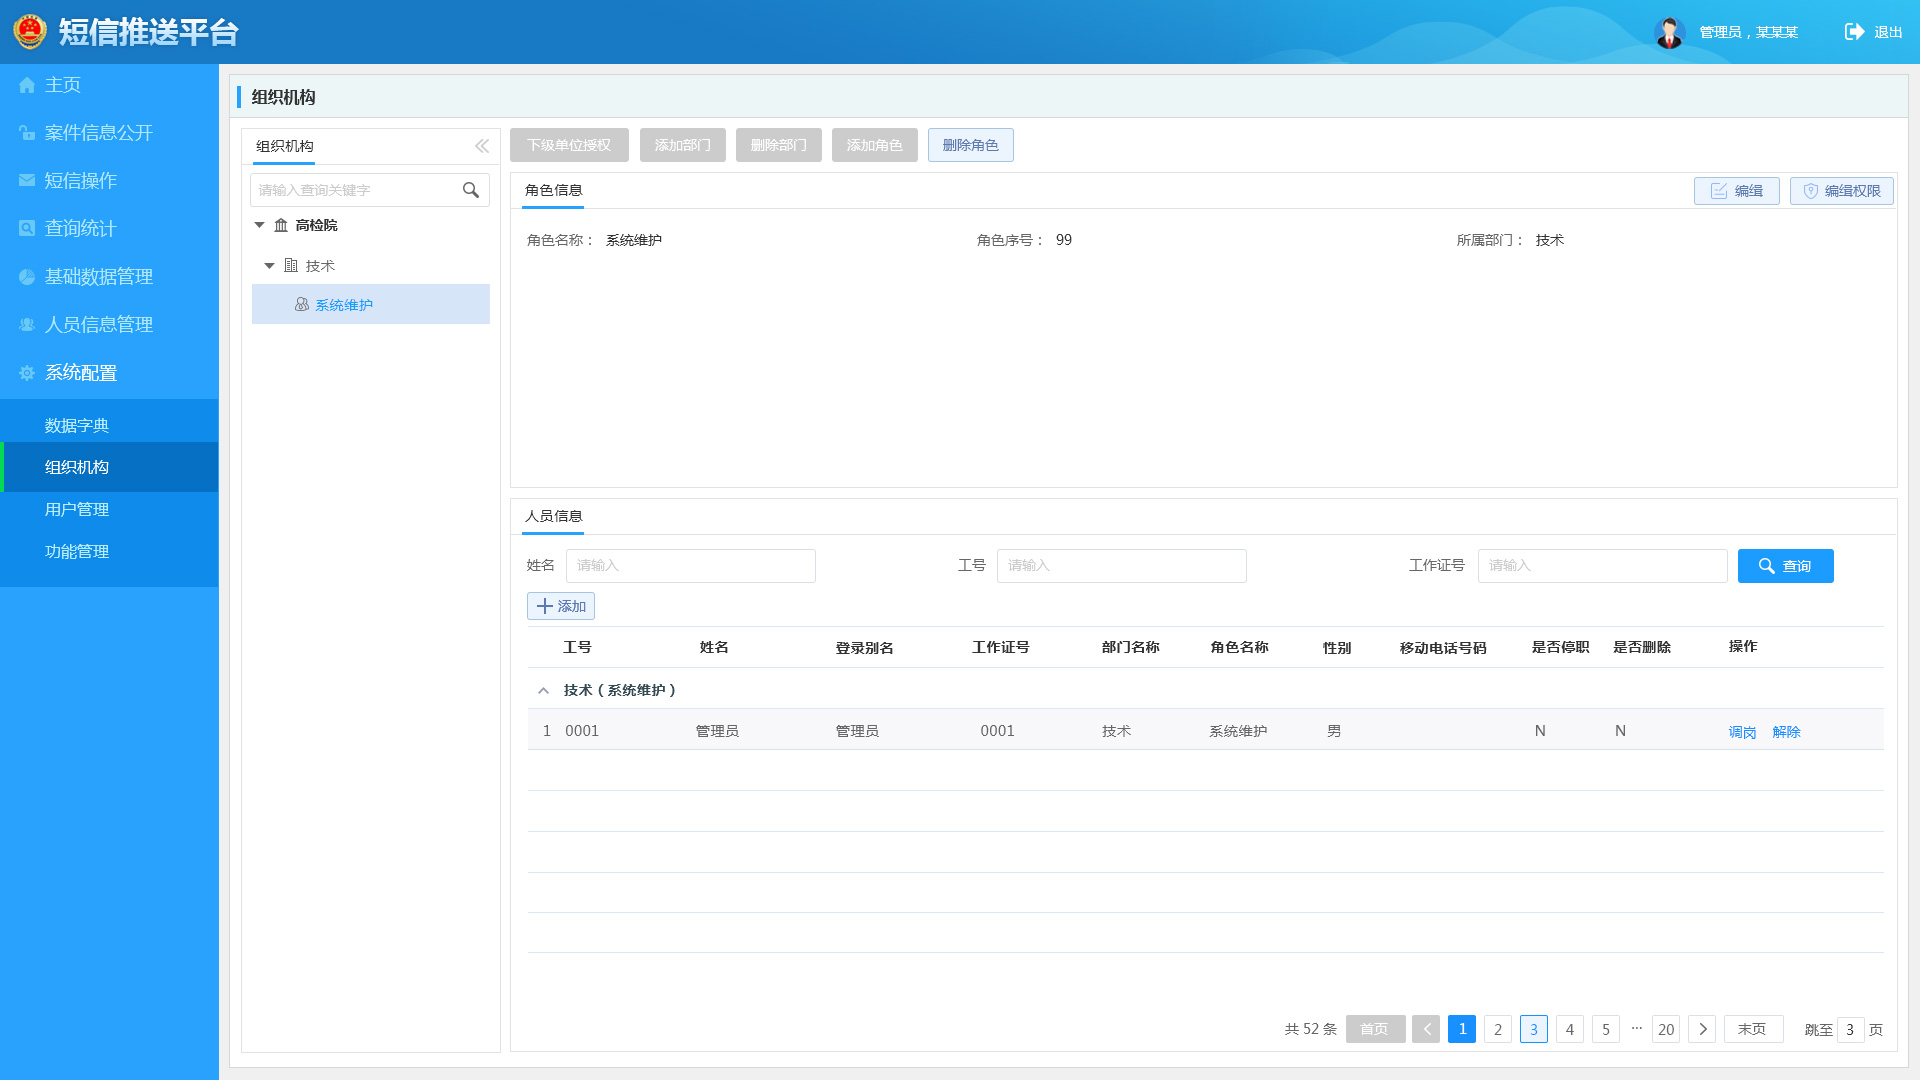 短信推送平台
管理员，某某某
退出
主页
案件信息公开
短信操作
查询统计
基础数据管理
人员信息管理
系统配置
数据字典
组织机构
用户管理
功能管理
组织机构
组织机构
请输入查询关键字
高检院
技术
系统维护
下级单位授权 添加部门 删除部门 添加角色 删除角色
角色信息
编辑 编辑权限
角色名称： 系统维护 角色序号： 99 所属部门： 技术
人员信息
姓名 请输入 工号 请输入 工作证号 请输入 查询
添加
工号 姓名 登录别名 工作证号 部门名称 角色名称 性别 移动电话号码 是否停职 是否删除 操作
技术（系统维护）
1 0001 管理员 管理员 0001 技术 系统维护 男 N N 调岗 解除
共 52 条 首页 1 2 3 4 5 ··· 20 末页 跳至 3 页